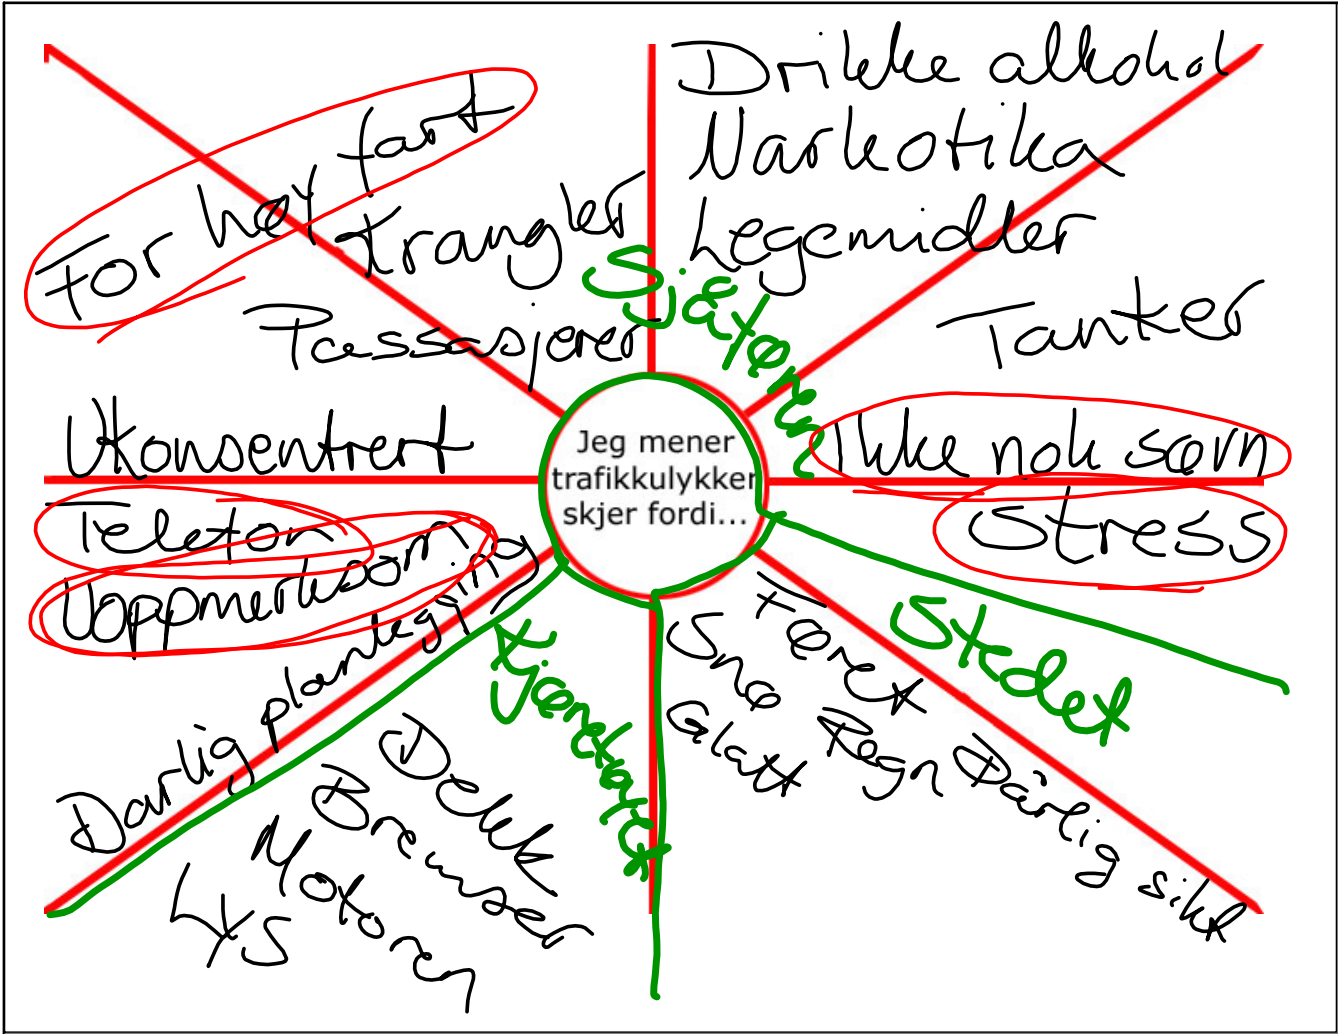 Drikke alkohol
Narkotika
Legemidler
Tanker
Ikke nok søvn
Stress
For høy fart
Krangler
Passasjerer
Ukonsentrert
Telefon
Uoppmerksom
Dårlig planlegging
Sjåføren
Jeg mener
trafikkulykker
skjer fordi...
Stedet
Føret
Snø
Glatt
Regn
Dårlig sikt
Kjøretøyet
Dekk
Bremser
Motoren
Lys